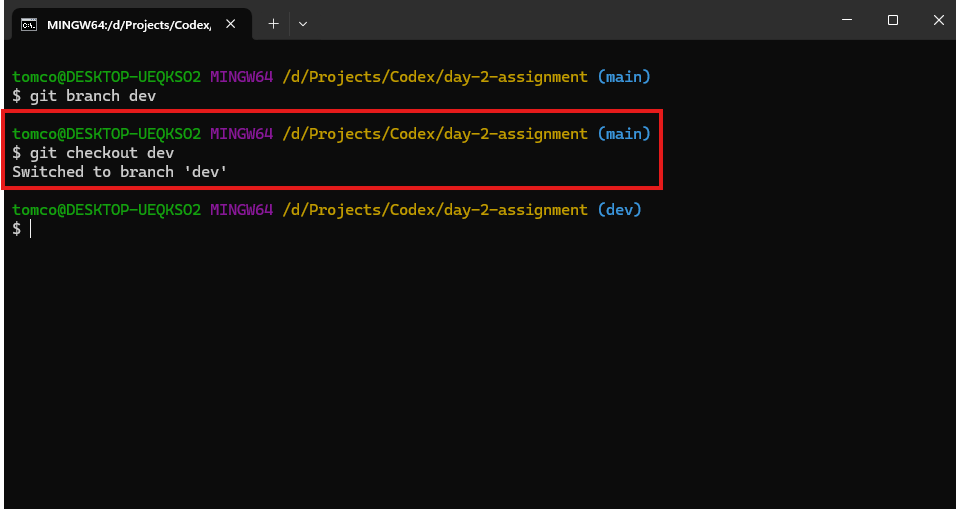 MINGW64:/d/Projects/Codex/
tomco@DESKTOP-UEQKSO2 MINGW64 /d/Projects/Codex/day-2-assignment (main)
$ git branch dev
tomco@DESKTOP-UEQKSO2 MINGW64 /d/Projects/Codex/day-2-assignment (main)
$ git checkout dev
Switched to branch 'dev'
tomco@DESKTOP-UEQKSO2 MINGW64 /d/Projects/Codex/day-2-assignment (dev)
$